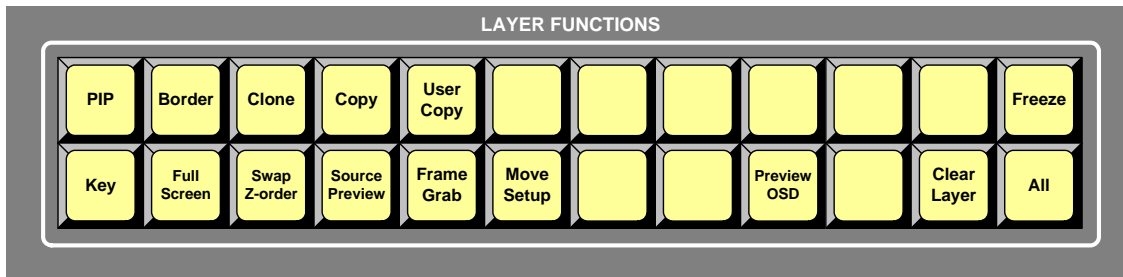 LAYER FUNCTIONS
PIP
Border
Clone
Copy
User
Copy
Freeze
Key
Full
Screen
Swap
Z-order
Source
Preview
Frame
Grab
Move
Setup
Preview
OSD
Clear
Layer
All